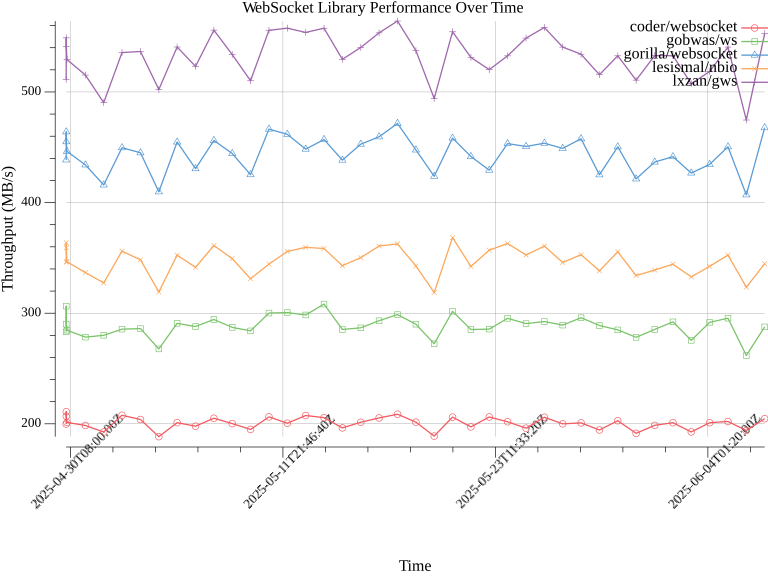 WebSocket Library Performance Over Time
coder/websocket
gobwas/ws
gorilla/websocket
lesismal/nbio
lxzan/gws
Throughput (MB/s)
500
400
300
200
2025-04-30T08:00:00Z
2025-05-11T21:46:40Z
2025-05-23T11:33:20Z
2025-06-04T01:20:00Z
Time